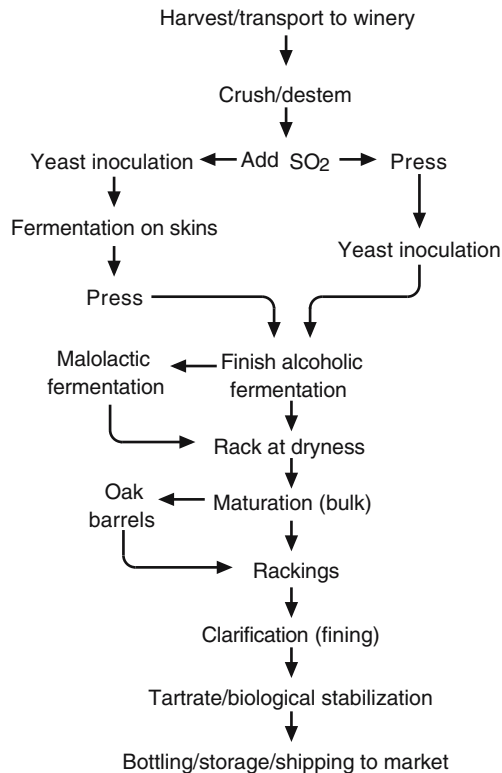 Harvest/transport to winery
Crush/destem
Yeast inoculation
Add SO2
Press
Fermentation on skins
Yeast inoculation
Press
Malolactic
fermentation
Finish alcoholic
fermentation
Rack at dryness
Oak
barrels
Maturation (bulk)
Rackings
Clarification (fining)
Tartrate/biological stabilization
Bottling/storage/shipping to market